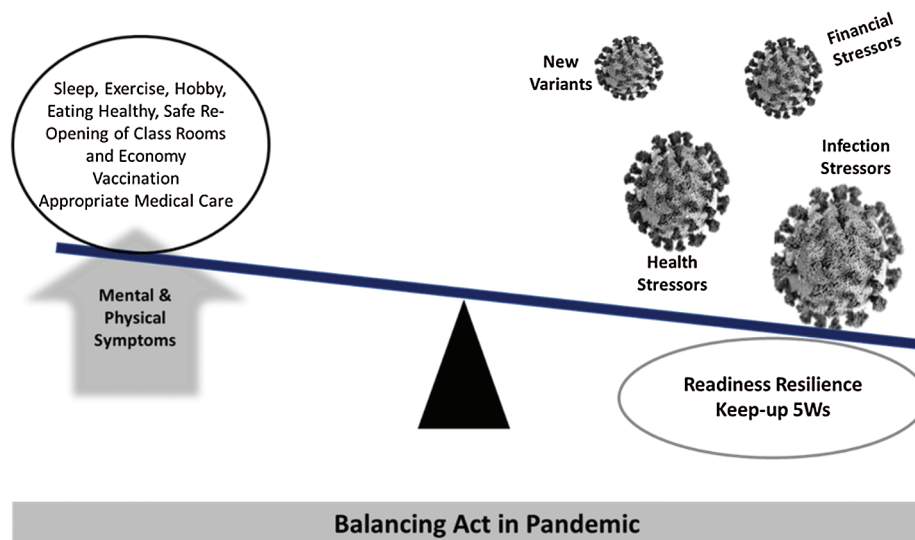 Sleep, Exercise, Hobby,
Eating Healthy, Safe Re-
Opening of Class Rooms
and Economy
Vaccination
Appropriate Medical Care
Mental &
Physical
Symptoms
New
Variants
Financial
Stressors
Infection
Stressors
Health
Stressors
Readiness Resilience
Keep-up 5Ws
Balancing Act in Pandemic